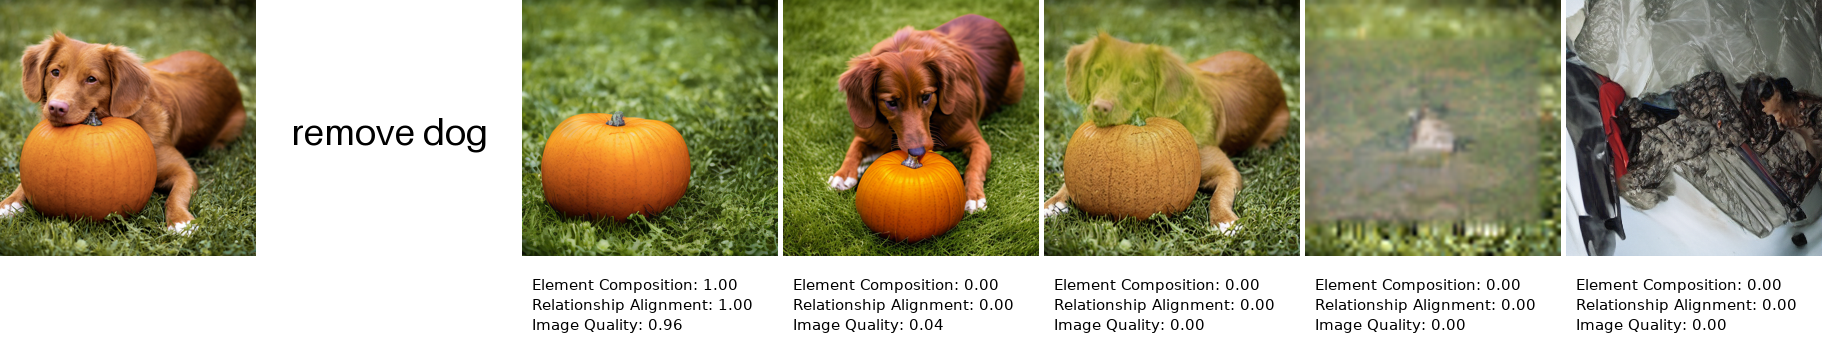 remove dog
Element Composition: 1.00
Relationship Alignment: 1.00
Image Quality: 0.96
Element Composition: 0.00
Relationship Alignment: 0.00
Image Quality: 0.04
Element Composition: 0.00
Relationship Alignment: 0.00
Image Quality: 0.00
Element Composition: 0.00
Relationship Alignment: 0.00
Image Quality: 0.00
Element Composition: 0.00
Relationship Alignment: 0.00
Image Quality: 0.00